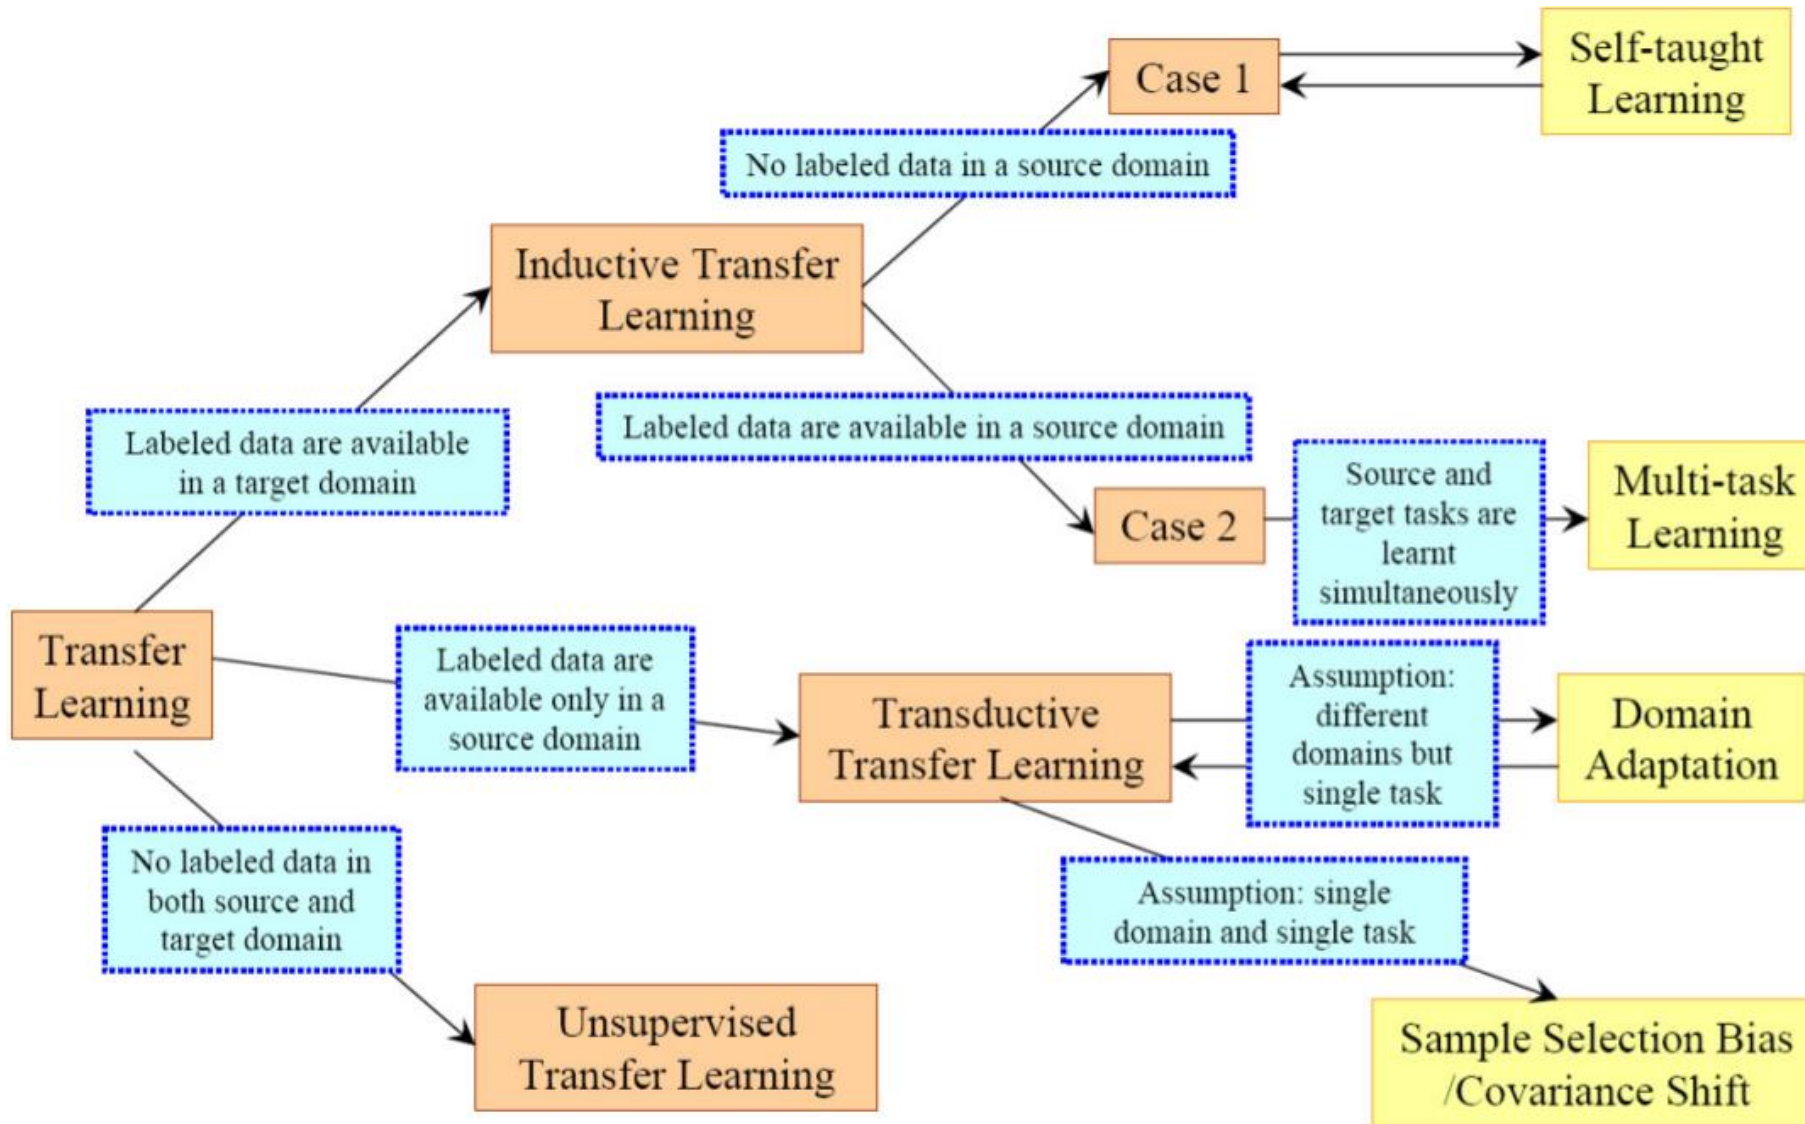 Case 1
Self-taught
Learning
No labeled data in a source domain
Inductive Transfer
Learning
Labeled data are available
in a target domain
Labeled data are available in a source domain
Case 2
Source and
target tasks are
learnt
simultaneously
Multi-task
Learning
Transfer
Learning
Labeled data are
available only in a
source domain
Transductive
Transfer Learning
Assumption:
different
domains but
single task
Domain
Adaptation
No labeled data in
both source and
target domain
Assumption: single
domain and single task
Unsupervised
Transfer Learning
Sample Selection Bias
/Covariance Shift